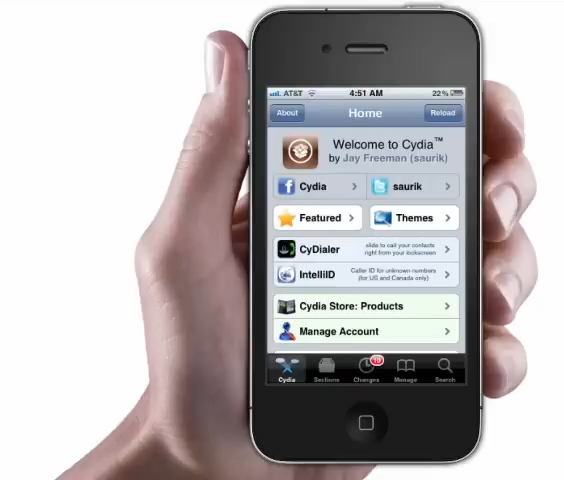 AT&T 4:51 AM 22%
About Home Reload
Welcome to Cydia™
by Jay Freeman (saurik)
Cydia saurik
Featured Themes
CyDialer slide to call your contacts
right from your lockscreen
IntelliID Caller ID for unknown numbers
(for US and Canada only)
Cydia Store: Products
Manage Account
Cydia Sections Changes Manage Search